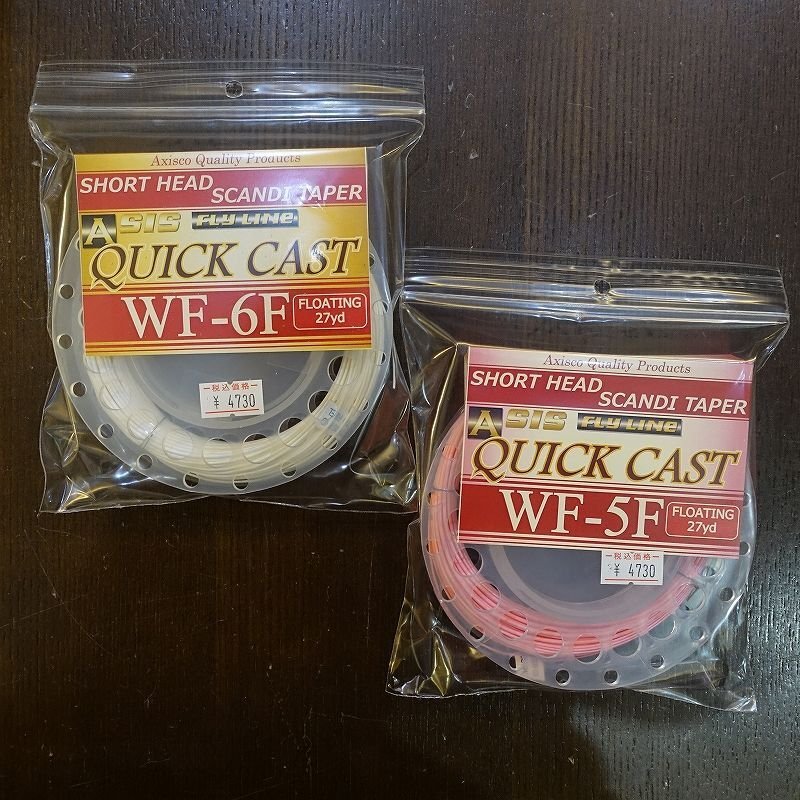 Axisco Quality Products
SHORT HEAD
SCANDI TAPER
A SIS FLY LINE
QUICK CAST
WF-6F
FLOATING
27yd
税込価格
¥ 4730
Axisco Quality Products
SHORT HEAD
SCANDI TAPER
A SIS FLY LINE
QUICK CAST
WF-5F
FLOATING
27yd
税込価格
¥ 4730